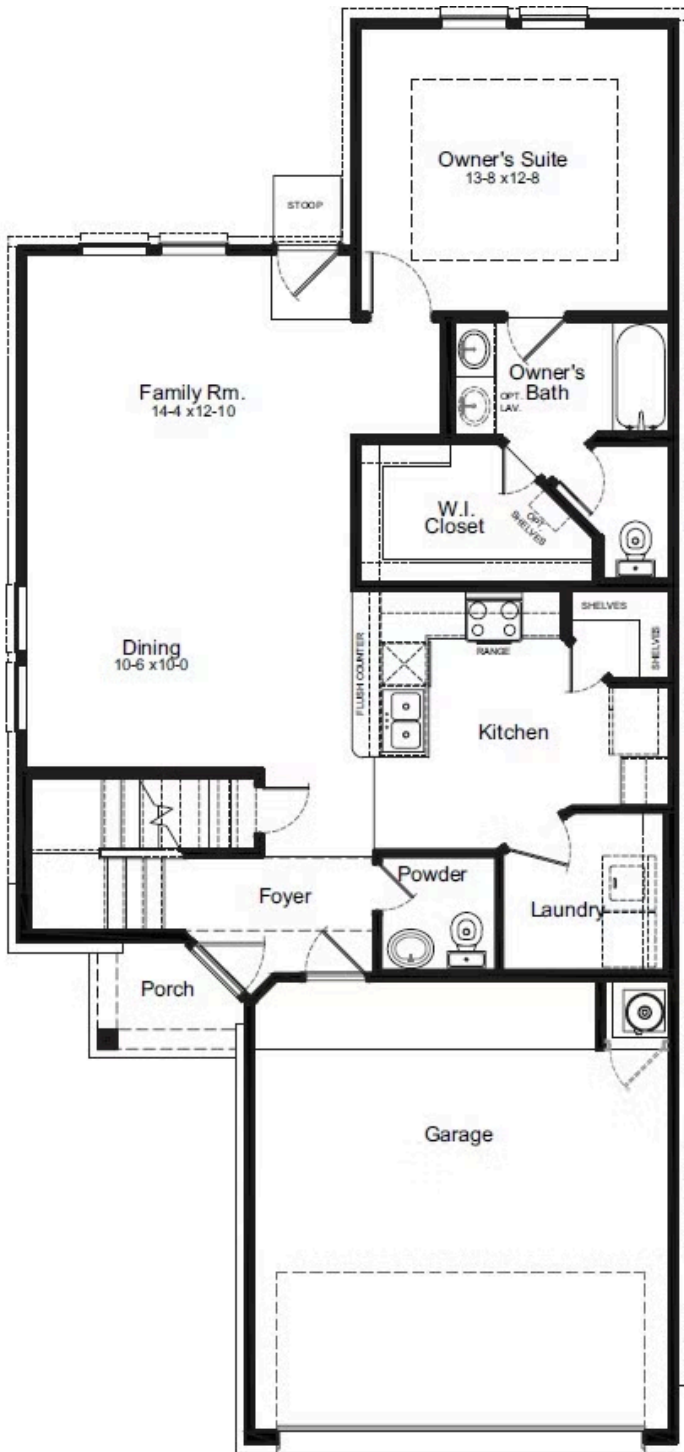 Owner's Suite
13-8 x12-8
STOOP
Family Rm.
14-4 x12-10
Owner's
Bath
OPT.
LAV.
W.I.
Closet
OPT.
SHELVES
SHELVES
SHELVES
RANGE
FLUSH COUNTER
Dining
10-6 x10-0
Kitchen
Foyer
Powder
Laundry
Porch
Garage